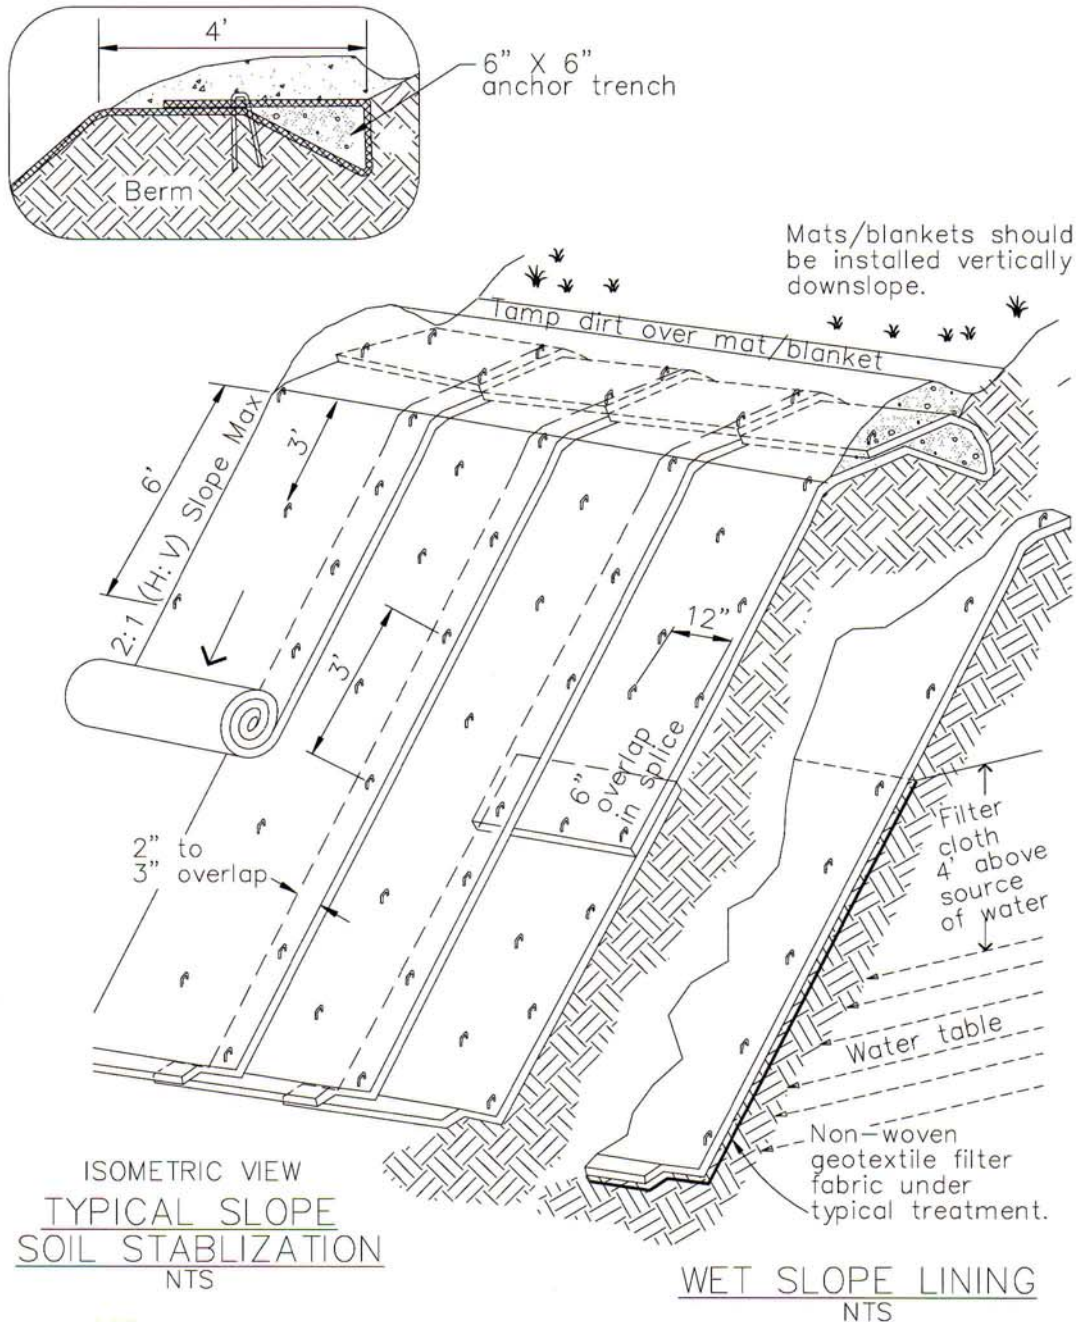 4'
6" X 6"
anchor trench
Berm
Mats/blankets should
be installed vertically
downslope.
Tamp dirt over mat/blanket
6'
2:1 (H: V) Slope Max
3'
12"
3'
6" overlap
in splice
2" to
3" overlap
Filter
cloth
4' above
source
of water
Water table
Non-woven
geotextile filter
fabric under
typical treatment.
ISOMETRIC VIEW
TYPICAL SLOPE
SOIL STABLIZATION
NTS
WET SLOPE LINING
NTS